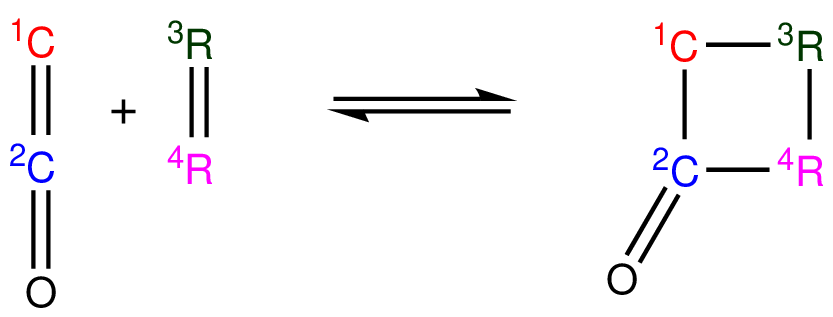 ¹C + ³R ¹C ³R
²C ⁴R ²C ⁴R
O O